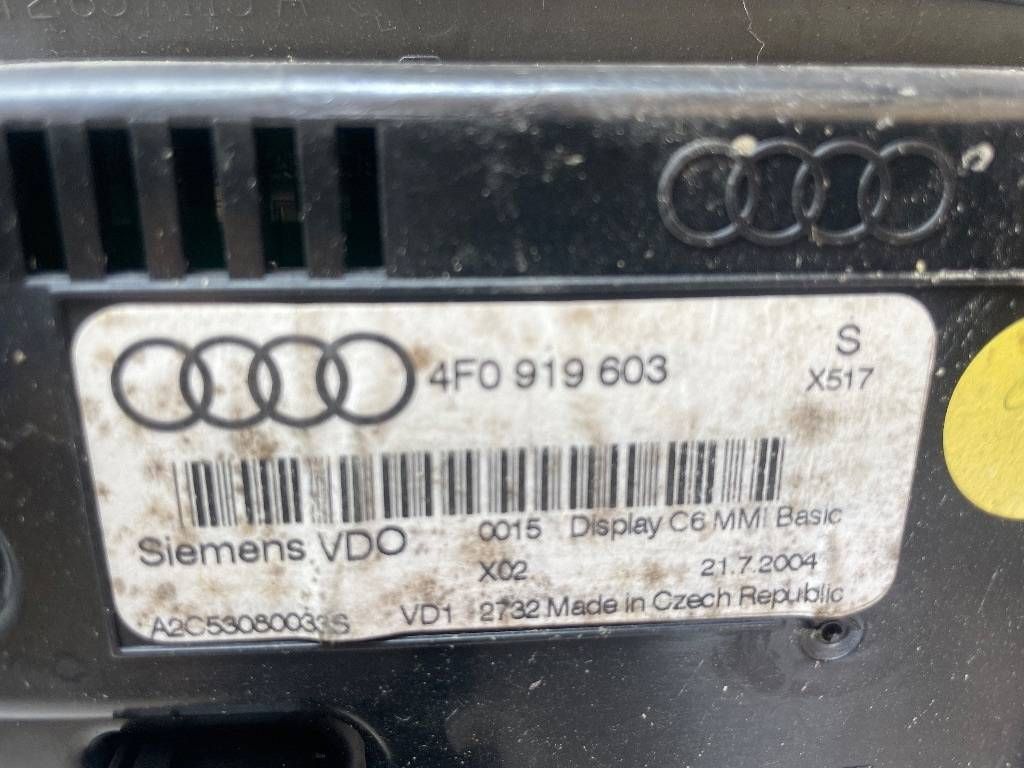 4F0 919 603
S
X517
Siemens VDO
0015 Display C6 MMI Basic
X02 21.7.2004
A2C53080033S VD1 2732 Made in Czech Republic